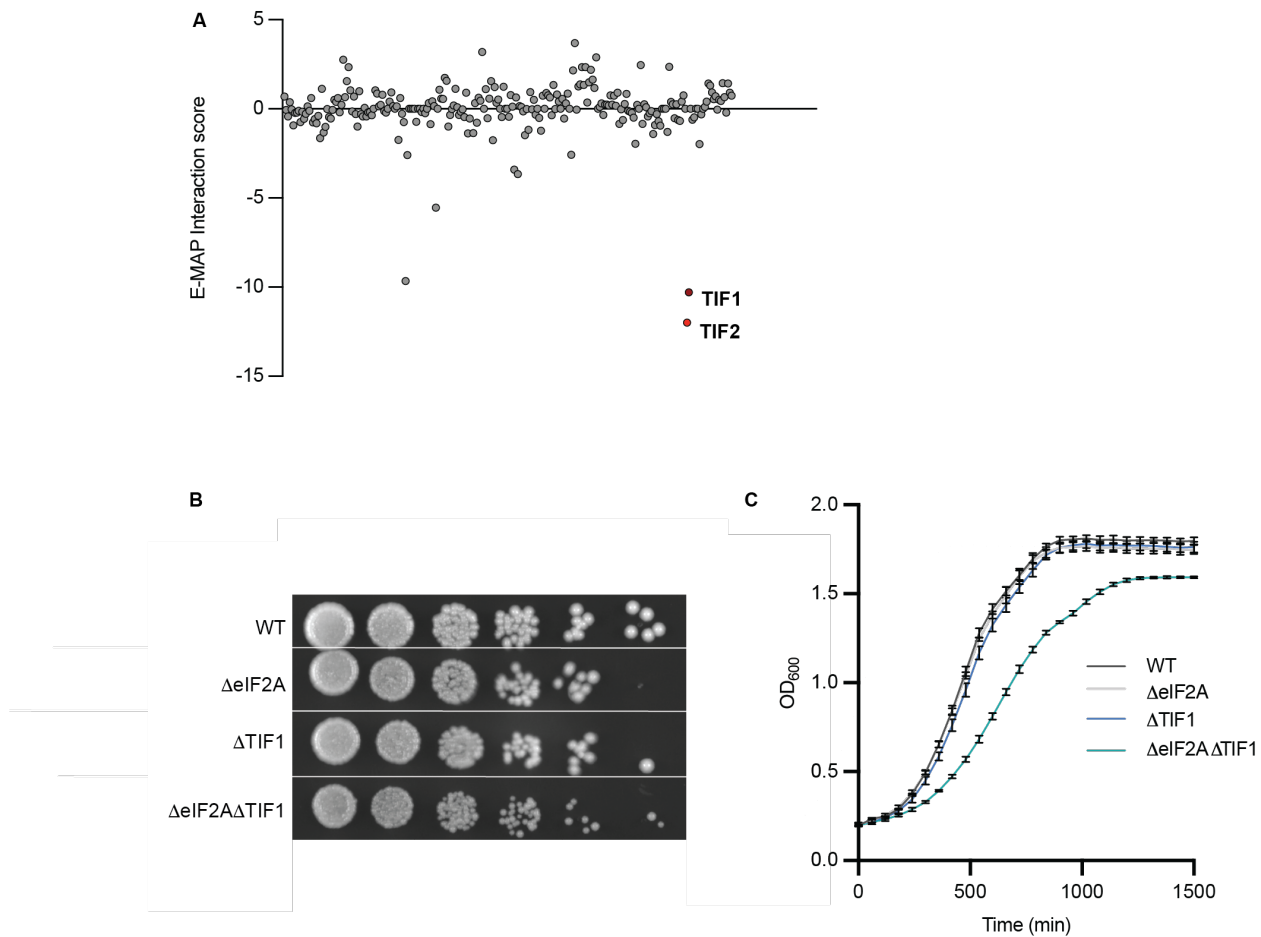 A
5
0
-5
-10
-15
E-MAP Interaction score
TIF1
TIF2
B
WT
ΔeIF2A
ΔTIF1
ΔeIF2AΔTIF1
C
2.0
1.5
1.0
0.5
0.0
OD600
WT
ΔeIF2A
ΔTIF1
ΔeIF2AΔTIF1
0 500 1000 1500
Time (min)